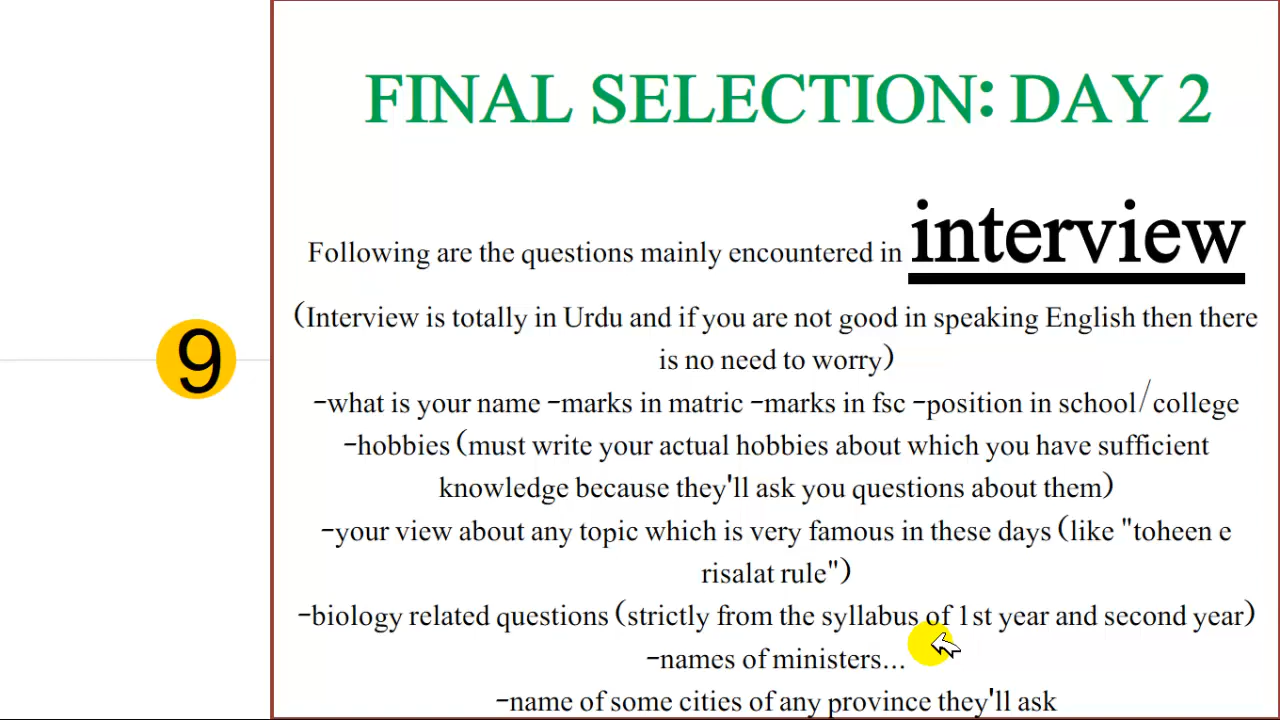 FINAL SELECTION: DAY 2
Following are the questions mainly encountered in interview
(Interview is totally in Urdu and if you are not good in speaking English then there
is no need to worry)
-what is your name -marks in matric -marks in fsc -position in school/college
-hobbies (must write your actual hobbies about which you have sufficient
knowledge because they'll ask you questions about them)
9
-your view about any topic which is very famous in these days (like "toheen e
risalat rule")
-biology related questions (strictly from the syllabus of 1st year and second year)
-names of ministers...
-name of some cities of any province they'll ask